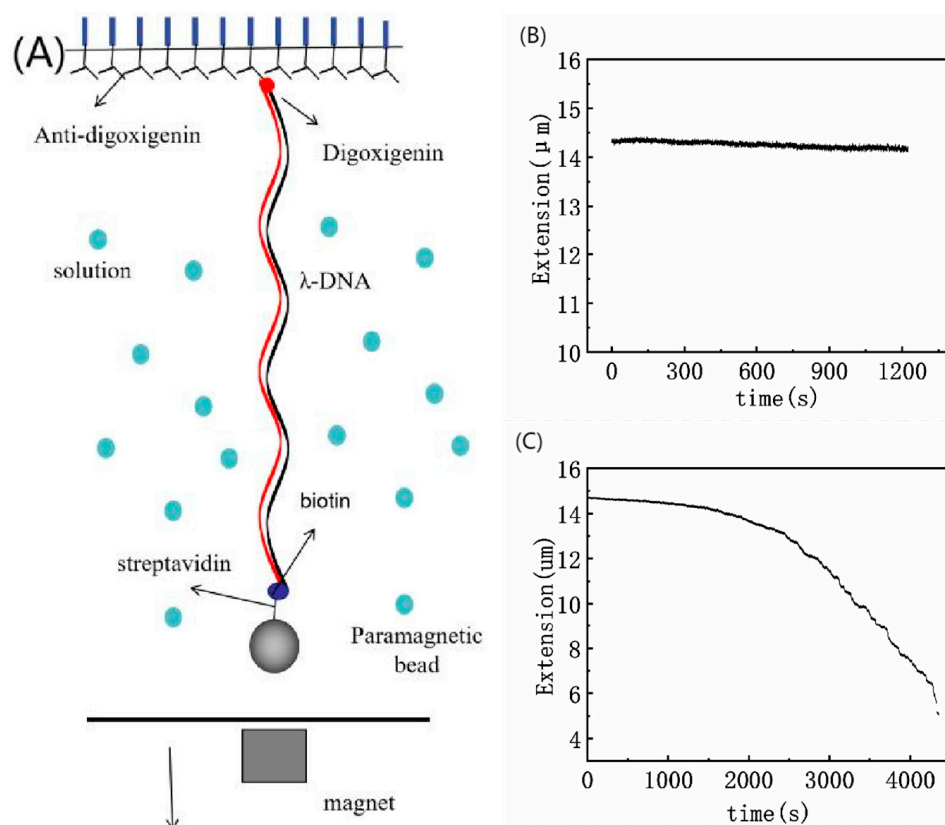 (A)
Anti-digoxigenin
Digoxigenin
solution
λ-DNA
biotin
streptavidin
Paramagnetic
bead
magnet
(B)
Extension(μm)
16
15
14
13
12
11
10
0 300 600 900 1200
time(s)
(C)
Extension(um)
16
14
12
10
8
6
4
0 1000 2000 3000 4000
time(s)